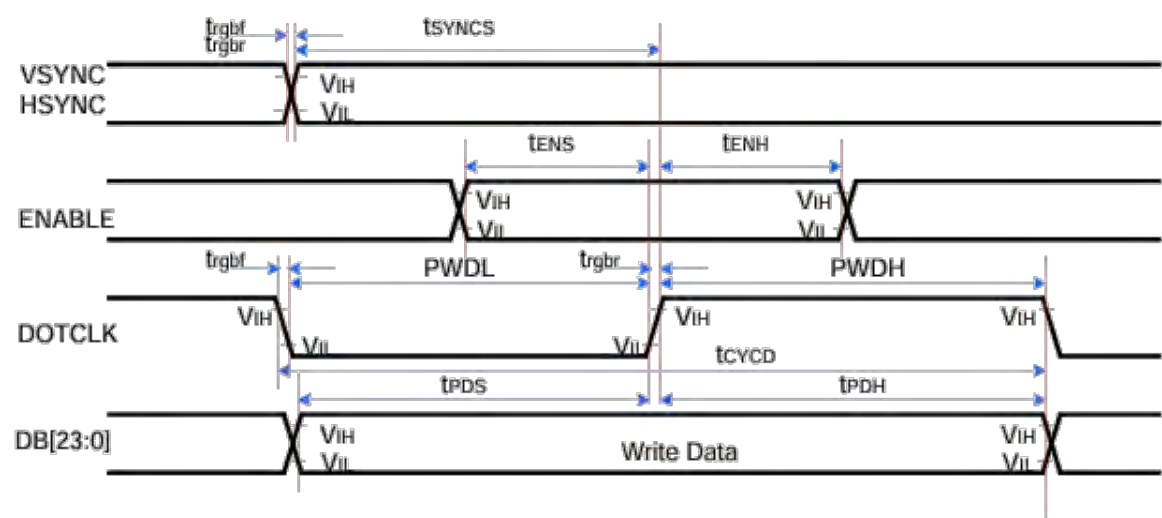 trgbf
trgbr
tSYNCS
VSYNC
HSYNC
VIH
VIL
tENS
tENH
ENABLE
VIH
VIL
VIH
VIL
trgbf
PWDL
trgbr
PWDH
DOTCLK
VIH
VIL
VIL
VIH
VIH
tCYCD
tPDS
tPDH
DB[23:0]
VIH
VIL
Write Data
VIH
VIL